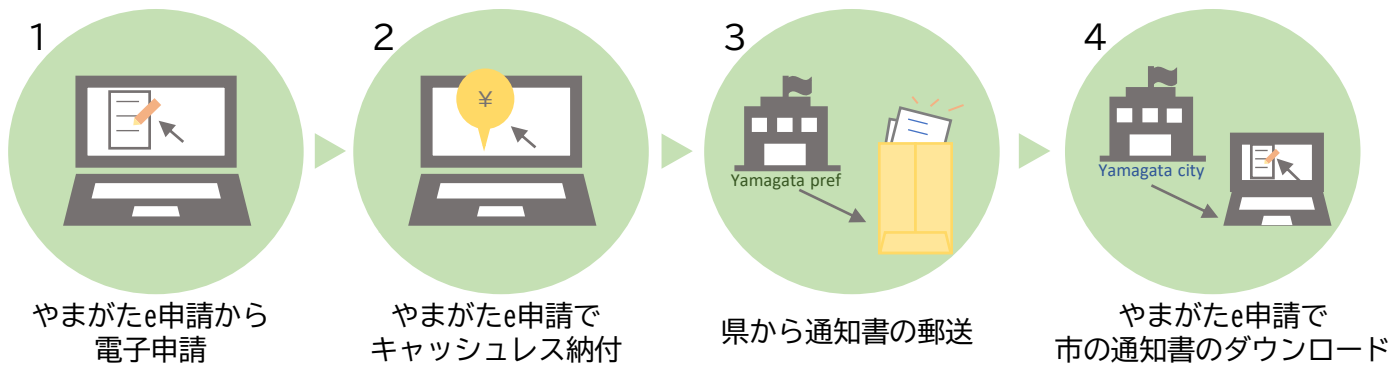 1
やまがたe申請から
電子申請
2
¥
やまがたe申請で
キャッシュレス納付
3
Yamagata pref
県から通知書の郵送
4
Yamagata city
やまがたe申請で
市の通知書のダウンロード